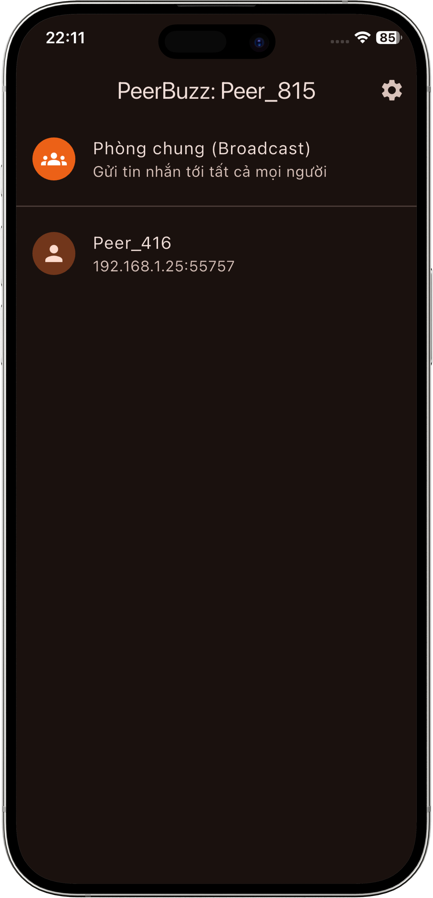 22:11
85
PeerBuzz: Peer_815
Phòng chung (Broadcast)
Gửi tin nhắn tới tất cả mọi người
Peer_416
192.168.1.25:55757